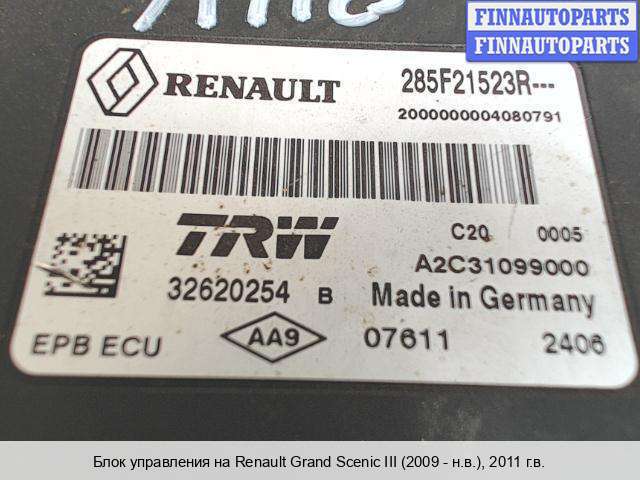 FINNAUTOPARTS
FINNAUTOPARTS
RENAULT
285F21523R---
2000000004080791
TRW
C20 0005
A2C31099000
32620254 B Made in Germany
EPB ECU AA9 07611 2406
Блок управления на Renault Grand Scenic III (2009 - н.в.), 2011 г.в.